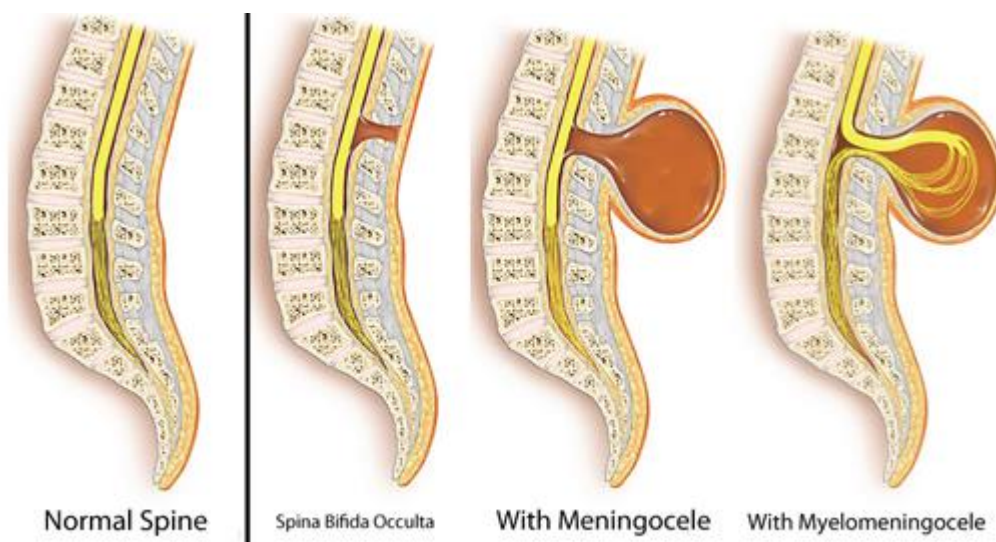 Normal Spine
Spina Bifida Occulta
With Meningocele
With Myelomeningocele